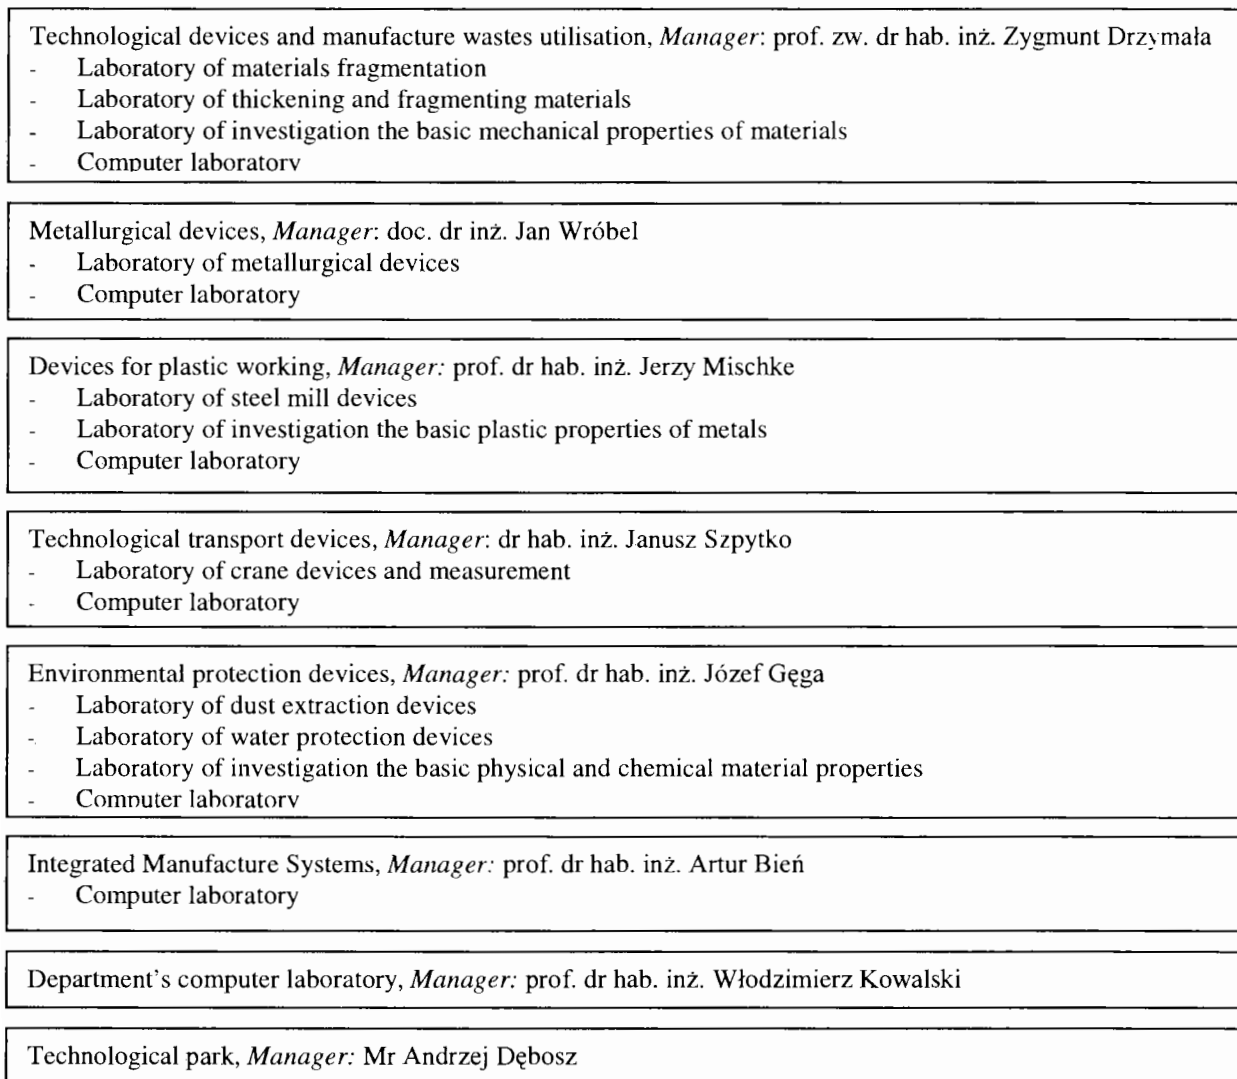 Technological devices and manufacture wastes utilisation, Manager: prof. zw. dr hab. inż. Zygmunt Drzymała
- Laboratory of materials fragmentation
- Laboratory of thickening and fragmenting materials
- Laboratory of investigation the basic mechanical properties of materials
- Computer laboratory
Metallurgical devices, Manager: doc. dr inż. Jan Wróbel
- Laboratory of metallurgical devices
- Computer laboratory
Devices for plastic working, Manager: prof. dr hab. inż. Jerzy Mischke
- Laboratory of steel mill devices
- Laboratory of investigation the basic plastic properties of metals
- Computer laboratory
Technological transport devices, Manager: dr hab. inż. Janusz Szpytko
- Laboratory of crane devices and measurement
- Computer laboratory
Environmental protection devices, Manager: prof. dr hab. inż. Józef Gęga
- Laboratory of dust extraction devices
- Laboratory of water protection devices
- Laboratory of investigation the basic physical and chemical material properties
- Computer laboratory
Integrated Manufacture Systems, Manager: prof. dr hab. inż. Artur Bień
- Computer laboratory
Department's computer laboratory, Manager: prof. dr hab. inż. Włodzimierz Kowalski
Technological park, Manager: Mr Andrzej Dębosz